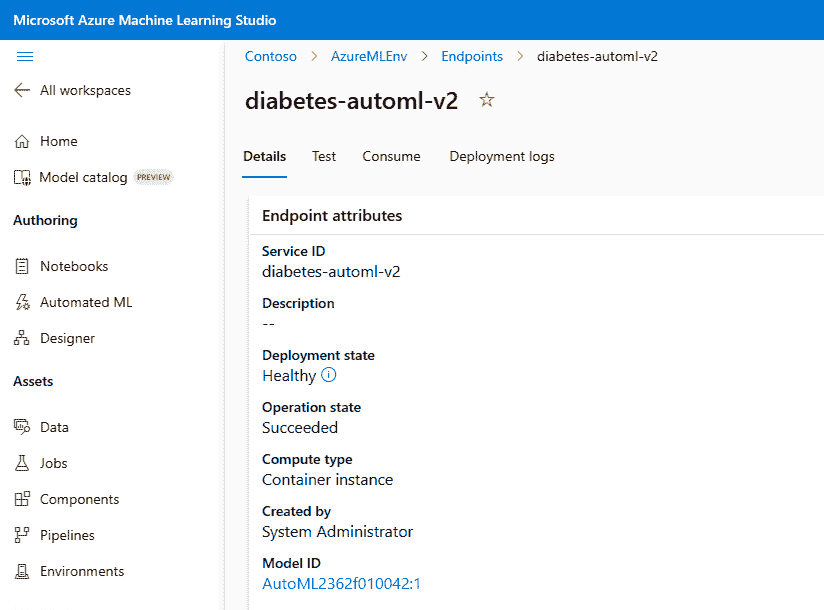 Microsoft Azure Machine Learning Studio
All workspaces
Home
Model catalog PREVIEW
Authoring
Notebooks
Automated ML
Designer
Assets
Data
Jobs
Components
Pipelines
Environments
Contoso > AzureMLEnv > Endpoints > diabetes-automl-v2
diabetes-automl-v2
Details Test Consume Deployment logs
Endpoint attributes
Service ID
diabetes-automl-v2
Description
--
Deployment state
Healthy
Operation state
Succeeded
Compute type
Container instance
Created by
System Administrator
Model ID
AutoML2362f010042:1